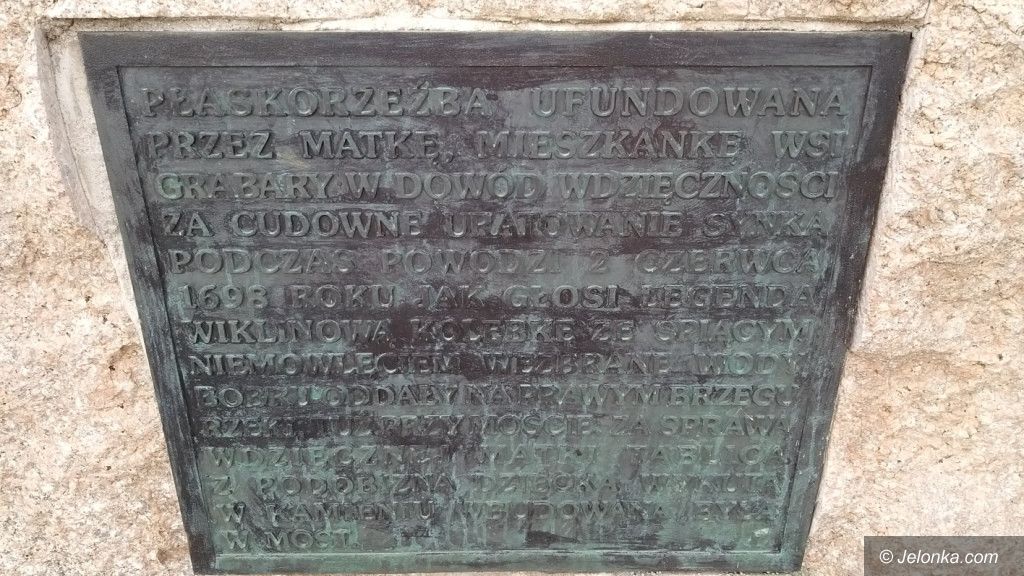 PŁASKORZEŹBA UFUNDOWANA
PRZEZ MATKĘ, MIESZKANKĘ WSI
GRABARY W DOWÓD WDZIĘCZNOŚCI
ZA CUDOWNE URATOWANIE SYNKA
PODCZAS POWODZI 2 CZERWCA
1698 ROKU JAK GŁOSI LEGENDA
WIKLINOWĄ KOLEBKĘ ZE ŚPIĄCYM
NIEMOWLĘCIEM WEZBRANE WODY
BOBRU ODDAŁY NA PRAWYM BRZEGU
RZEKI TUŻ PRZY MOŚCIE. ZA SPRAWĄ
WDZIĘCZNEJ MATKI TABLICA
Z PODOBIZNĄ DZIECKA WYKUTA
W KAMIENIU WBUDOWANA BYŁA
W MOST.
© Jelonka.com